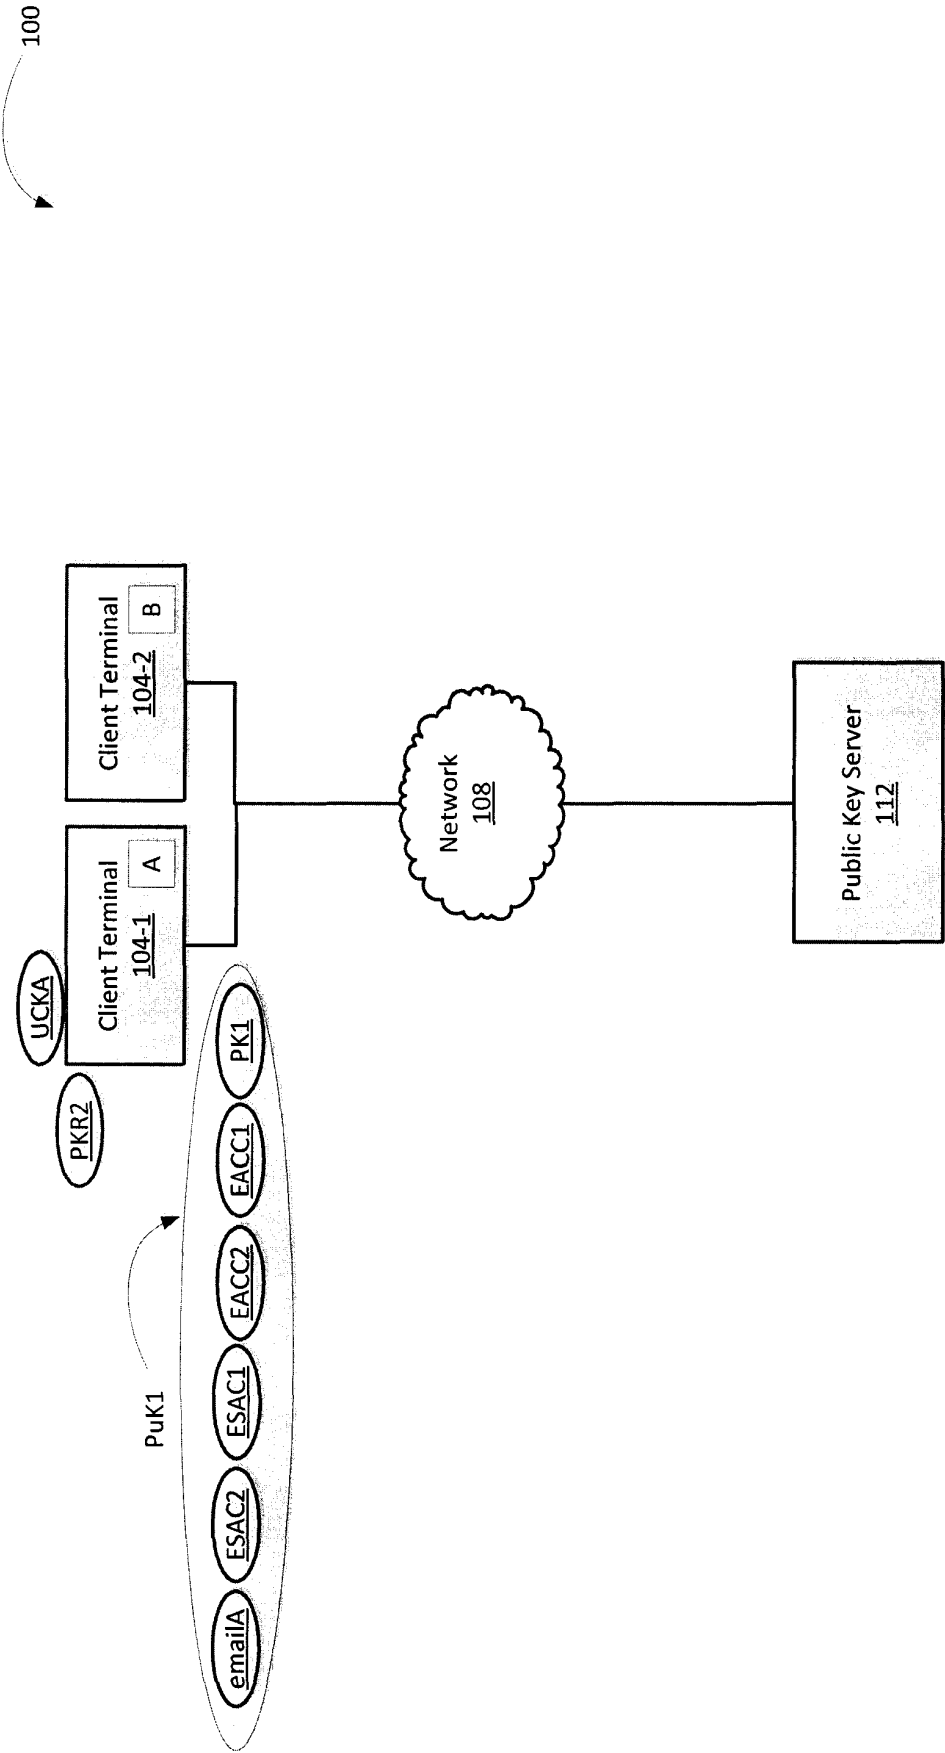 100
UCKA
PKR2
Client Terminal
104-1
A
Client Terminal
104-2
B
PuK1
emailA
ESAC2
ESAC1
EACC2
EACC1
PK1
Network
108
Public Key Server
112